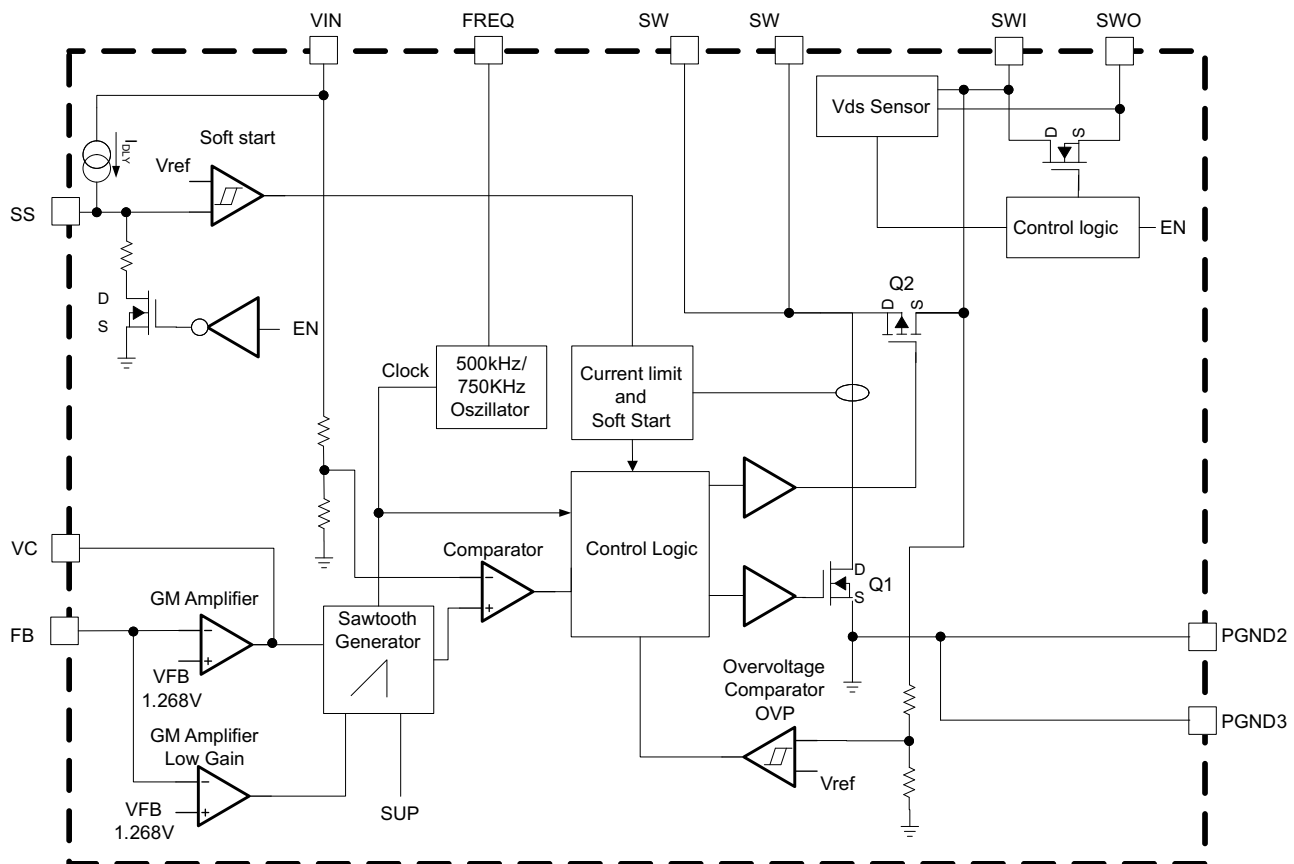 VIN
FREQ
SW
SW
SWI
SWO
Vds Sensor
D
S
Control logic
EN
Soft start
Vref
IDLY
SS
D
S
EN
Q2
D
S
Clock
500kHz/
750KHz
Oszillator
Current limit
and
Soft Start
VC
Comparator
−
+
Control Logic
D
Q1
S
GM Amplifier
FB
−
+
VFB
1.268V
Sawtooth
Generator
PGND2
Overvoltage
Comparator
OVP
Vref
PGND3
GM Amplifier
Low Gain
−
+
VFB
1.268V
SUP